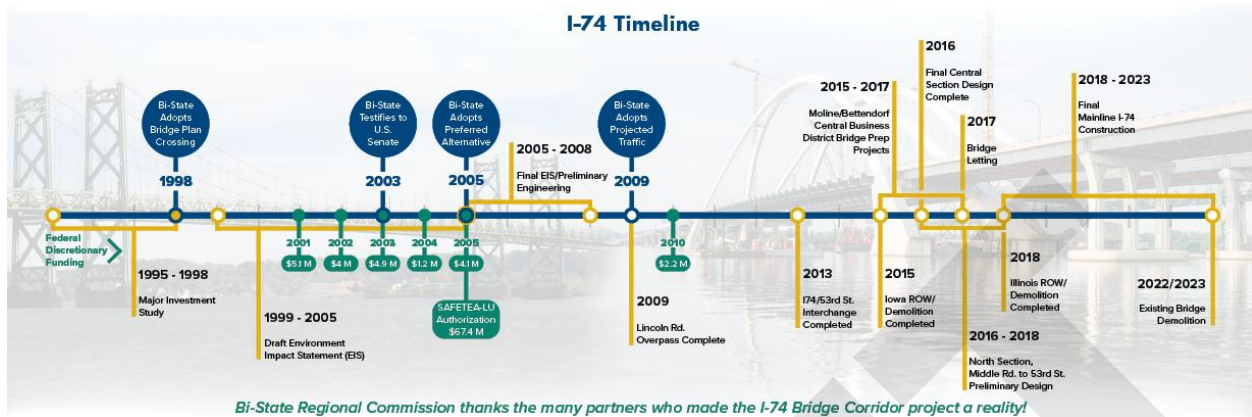 I-74 Timeline
Bi-State
Adopts
Bridge Plan
Crossing
1998
Bi-State
Testifies to
U.S.
Senate
2003
Bi-State
Adopts
Preferred
Alternative
2005
2005 - 2008
Final EIS/Preliminary
Engineering
Bi-State
Adopts
Projected
Traffic
2009
2015 - 2017
Moline/Bettendorf
Central Business
District Bridge Prep
Projects
2016
Final Central
Section Design
Complete
2017
Bridge
Letting
2018 - 2023
Final
Mainline I-74
Construction
Federal
Discretionary
Funding
1995 - 1998
Major Investment
Study
1999 - 2005
Draft Environment
Impact Statement (EIS)
2001
$5.1 M
2002
$4 M
2003
$4.9 M
2004
$1.2 M
2005
$4.1 M
SAFETEA-LU
Authorization
$67.4 M
2009
Lincoln Rd.
Overpass Complete
2010
$2.2 M
2013
I74/53rd St.
Interchange
Completed
2015
Iowa ROW/
Demolition
Completed
2016 - 2018
North Section,
Middle Rd. to 53rd St.
Preliminary Design
2018
Illinois ROW/
Demolition
Completed
2022/2023
Existing Bridge
Demolition
Bi-State Regional Commission thanks the many partners who made the I-74 Bridge Corridor project a reality!